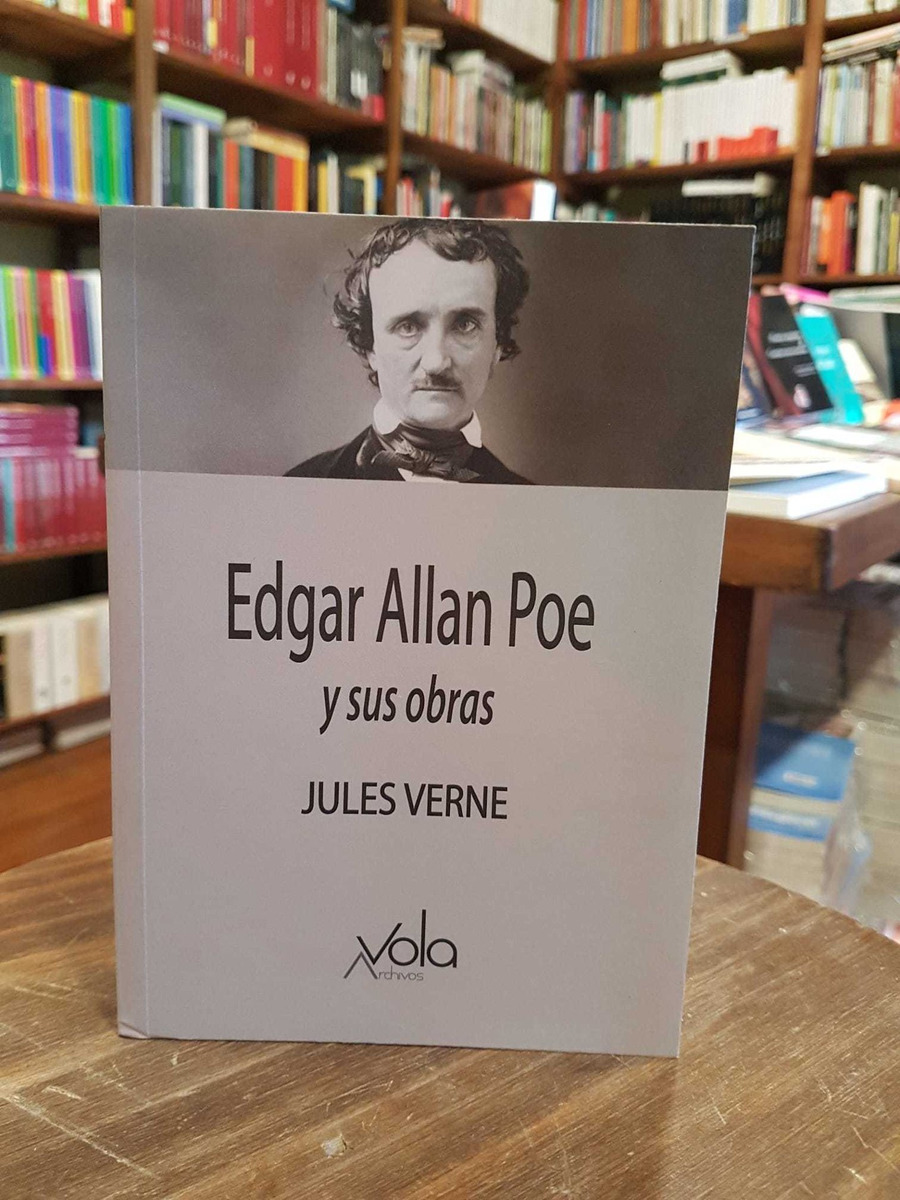 Edgar Allan Poe
y sus obras
JULES VERNE
Vola
Archivos